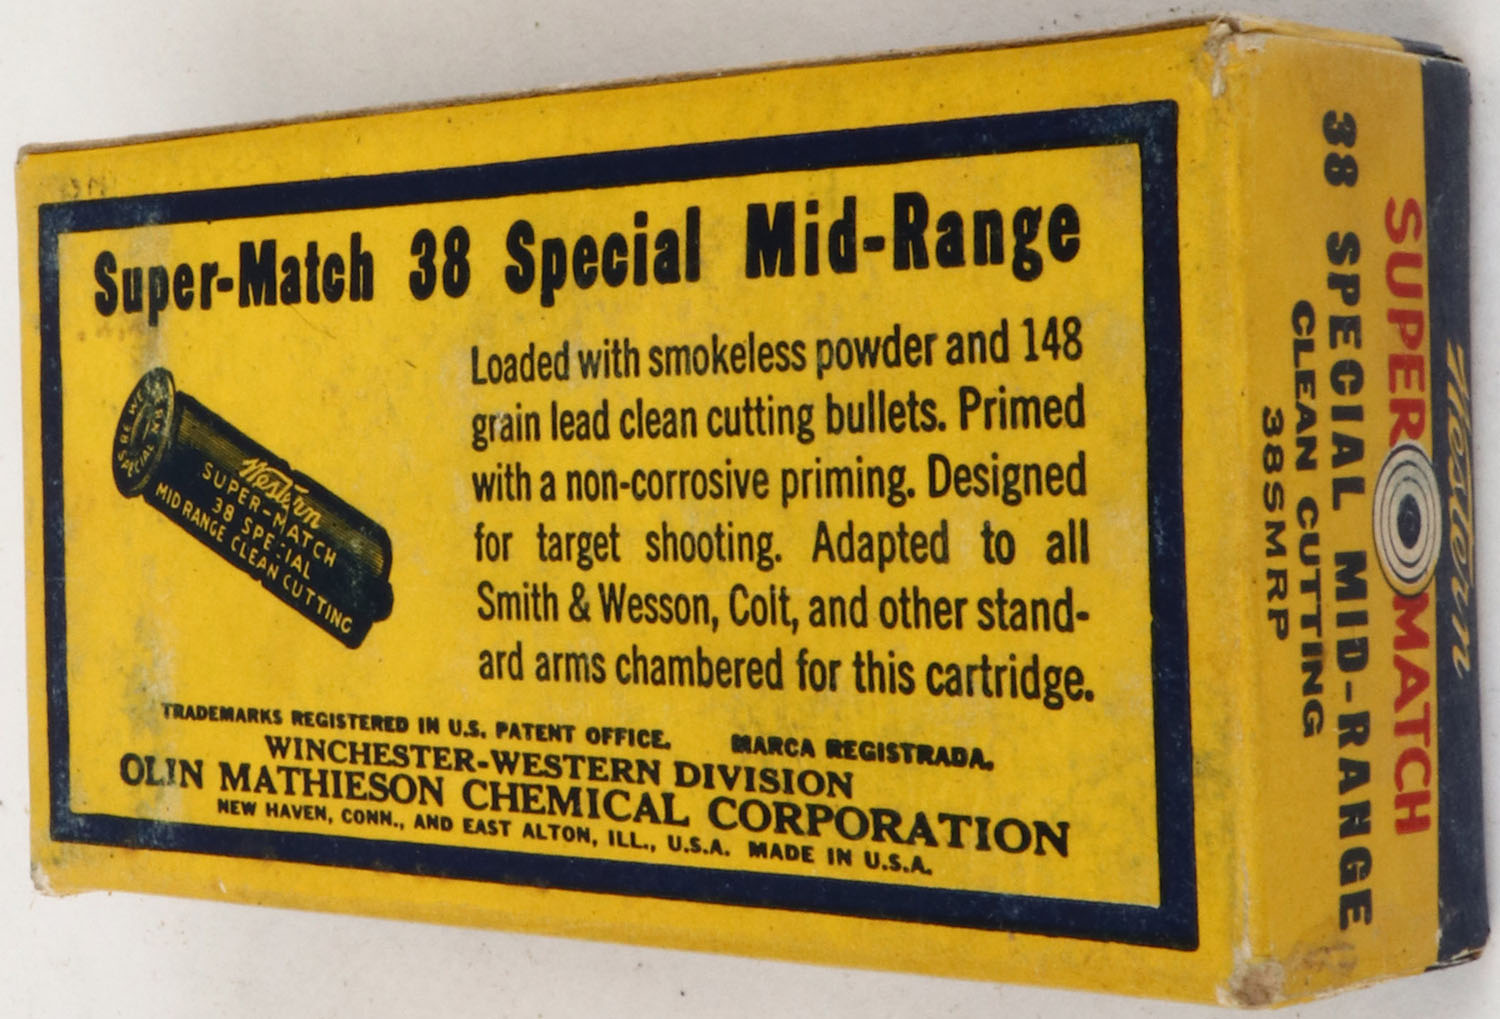 Super-Match 38 Special Mid-Range
Loaded with smokeless powder and 148
grain lead clean cutting bullets. Primed
with a non-corrosive priming. Designed
for target shooting. Adapted to all
Smith & Wesson, Colt, and other stand-
ard arms chambered for this cartridge.
SPECIAL
Western
SUPER-MATCH
38 SPECIAL
MID RANGE CLEAN CUTTING
TRADEMARKS REGISTERED IN U.S. PATENT OFFICE. MARCA REGISTRADA.
WINCHESTER-WESTERN DIVISION
OLIN MATHIESON CHEMICAL CORPORATION
NEW HAVEN, CONN., AND EAST ALTON, ILL., U.S.A. MADE IN U.S.A.
Western
SUPER MATCH
38 SPECIAL MID-RANGE
CLEAN CUTTING
38SMRP